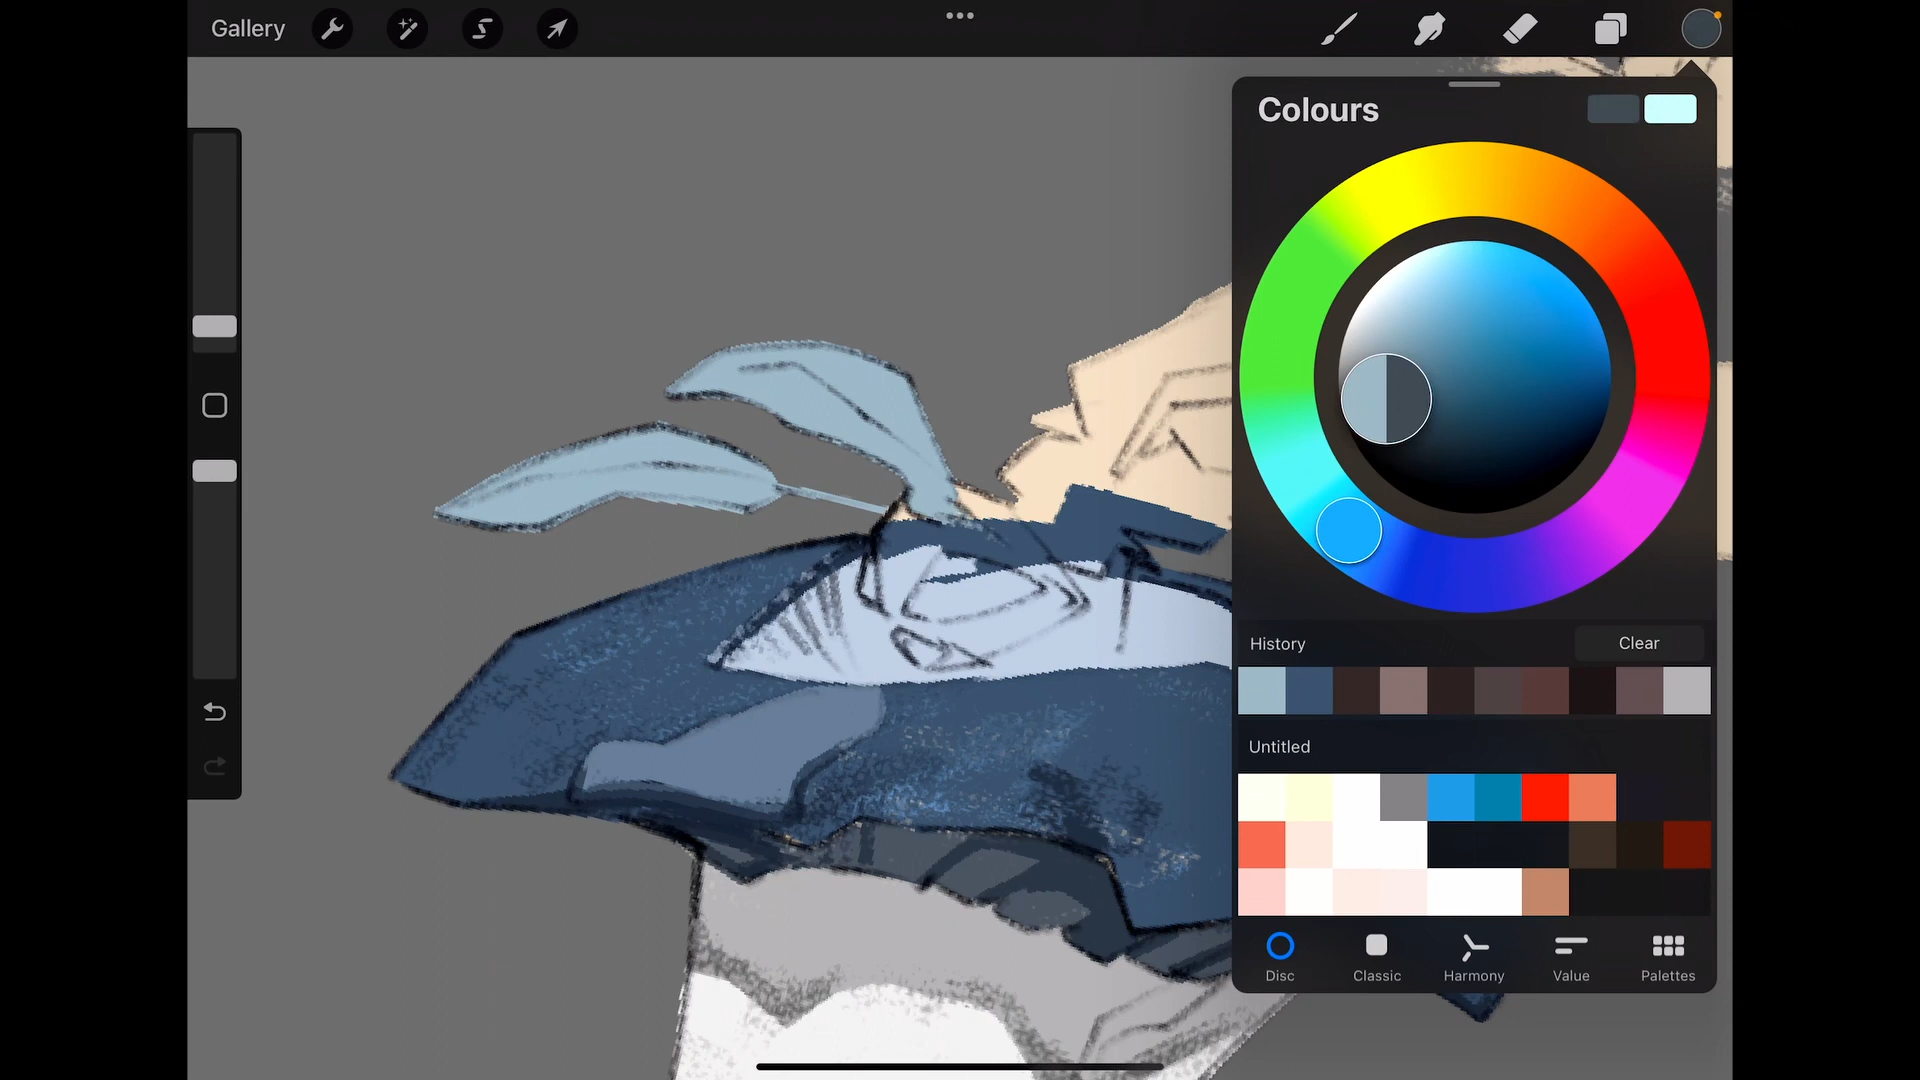 Gallery
Colours
History
Clear
Untitled
Disc
Classic
Harmony
Value
Palettes